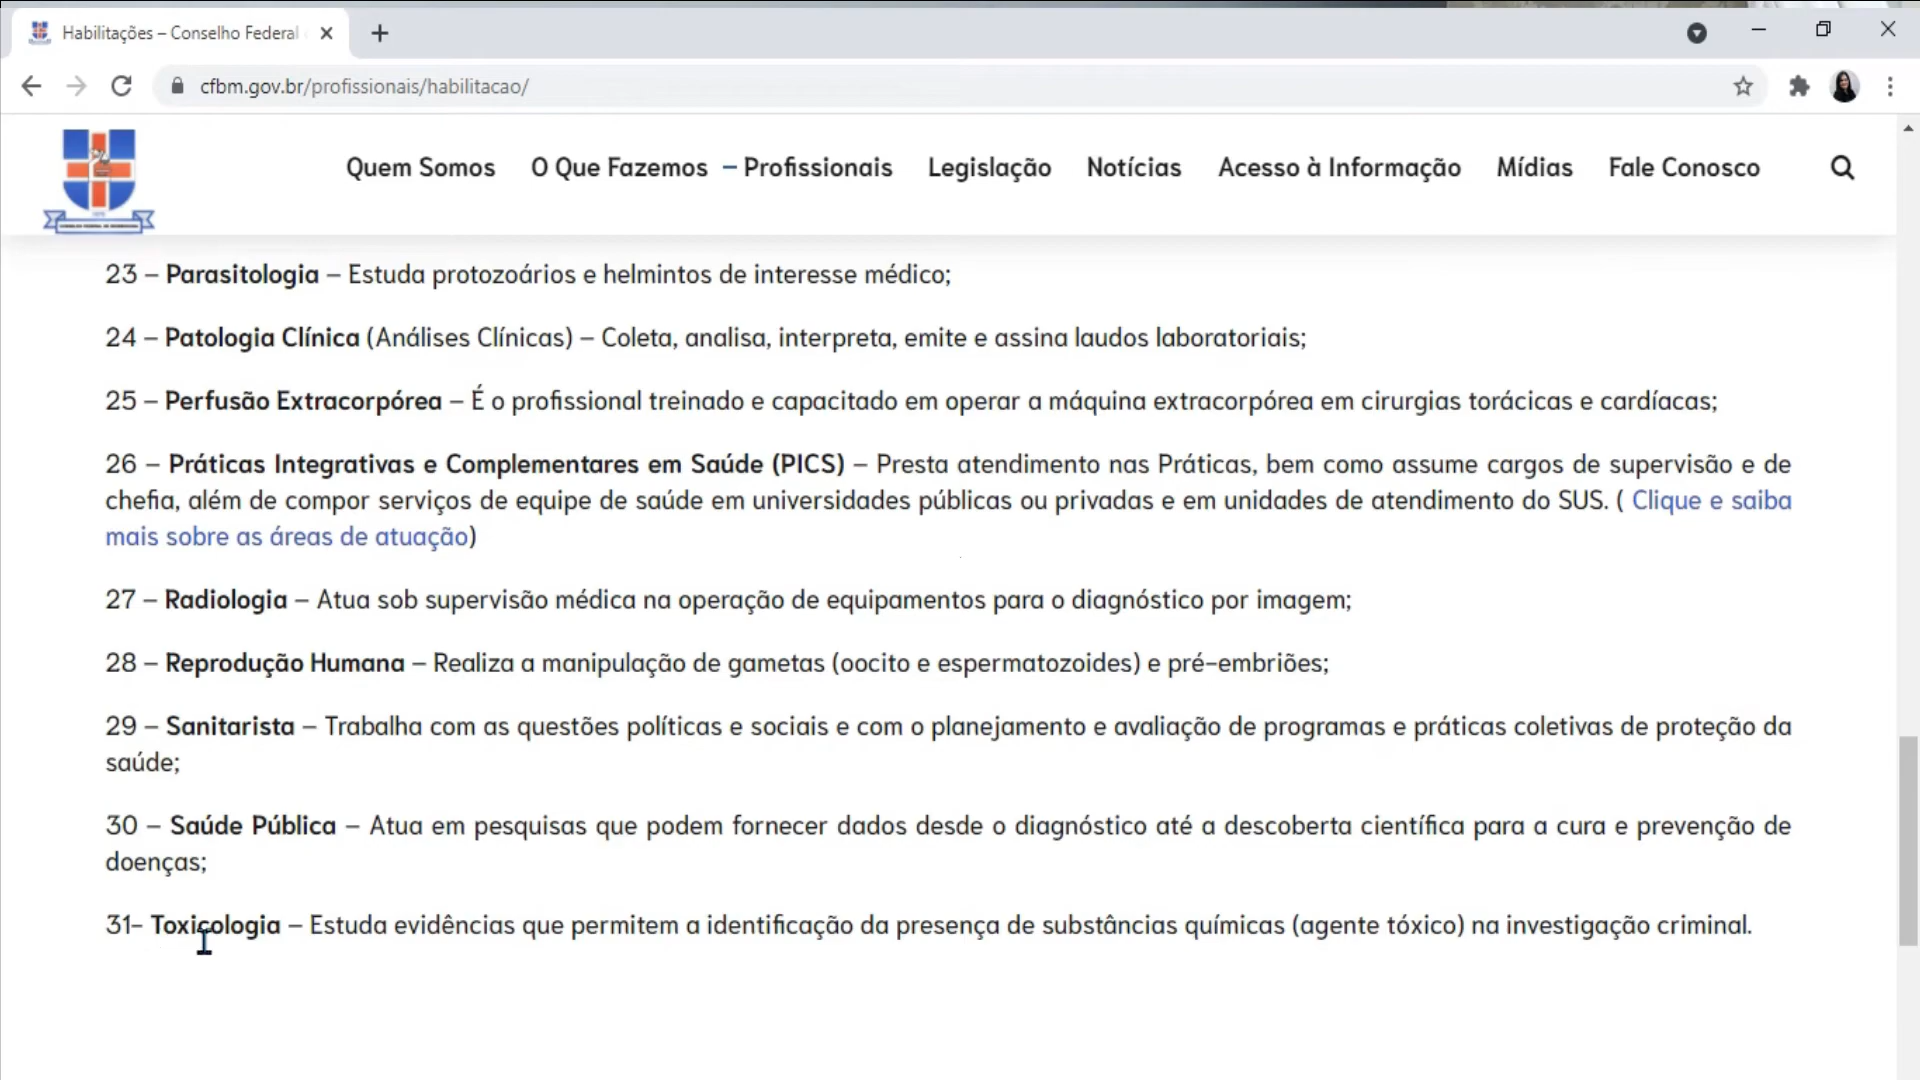 Habilitações – Conselho Federal
cfbm.gov.br/profissionais/habilitacao/
Quem Somos O Que Fazemos – Profissionais Legislação Notícias Acesso à Informação Mídias Fale Conosco
23 – Parasitologia – Estuda protozoários e helmintos de interesse médico;
24 – Patologia Clínica (Análises Clínicas) – Coleta, analisa, interpreta, emite e assina laudos laboratoriais;
25 – Perfusão Extracorpórea – É o profissional treinado e capacitado em operar a máquina extracorpórea em cirurgias torácicas e cardíacas;
26 – Práticas Integrativas e Complementares em Saúde (PICS) – Presta atendimento nas Práticas, bem como assume cargos de supervisão e de
chefia, além de compor serviços de equipe de saúde em universidades públicas ou privadas e em unidades de atendimento do SUS. ( Clique e saiba
mais sobre as áreas de atuação)
27 – Radiologia – Atua sob supervisão médica na operação de equipamentos para o diagnóstico por imagem;
28 – Reprodução Humana – Realiza a manipulação de gametas (oocito e espermatozoides) e pré-embriões;
29 – Sanitarista – Trabalha com as questões políticas e sociais e com o planejamento e avaliação de programas e práticas coletivas de proteção da
saúde;
30 – Saúde Pública – Atua em pesquisas que podem fornecer dados desde o diagnóstico até a descoberta científica para a cura e prevenção de
doenças;
31- Toxicologia – Estuda evidências que permitem a identificação da presença de substâncias químicas (agente tóxico) na investigação criminal.